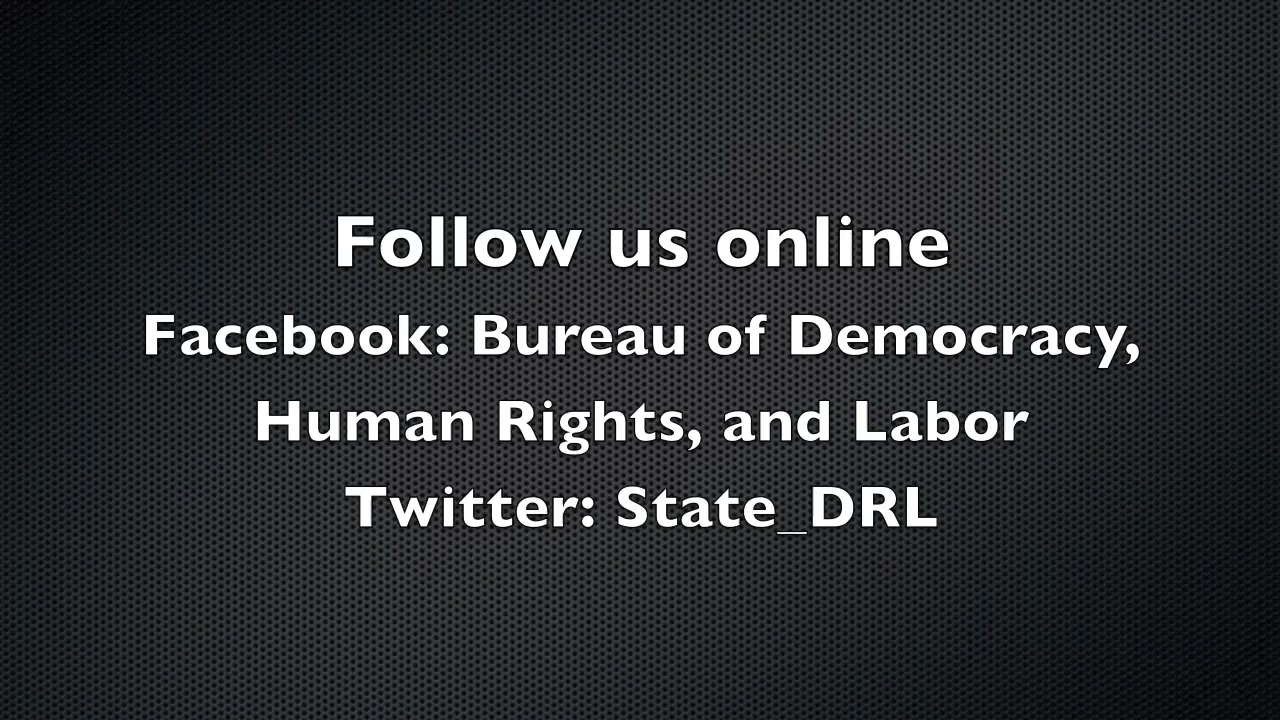 Follow us online
Facebook: Bureau of Democracy,
Human Rights, and Labor
Twitter: State_DRL